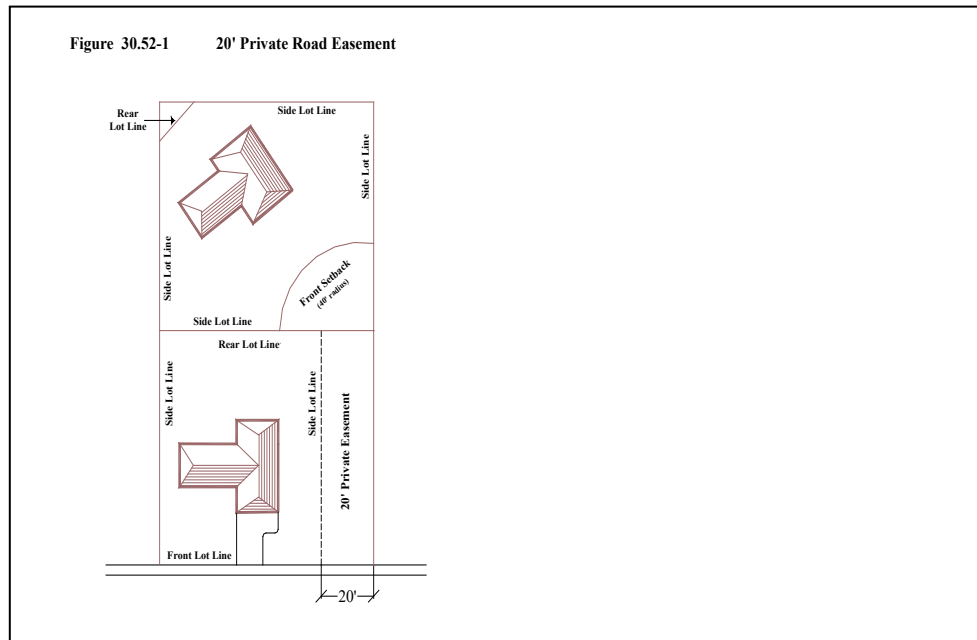 Figure 30.52-1 20' Private Road Easement
Side Lot Line
Rear
Lot Line
Side Lot Line
Side Lot Line
Front Setback
(40' radius)
Side Lot Line
Rear Lot Line
Side Lot Line
Side Lot Line
20' Private Easement
Front Lot Line
20'